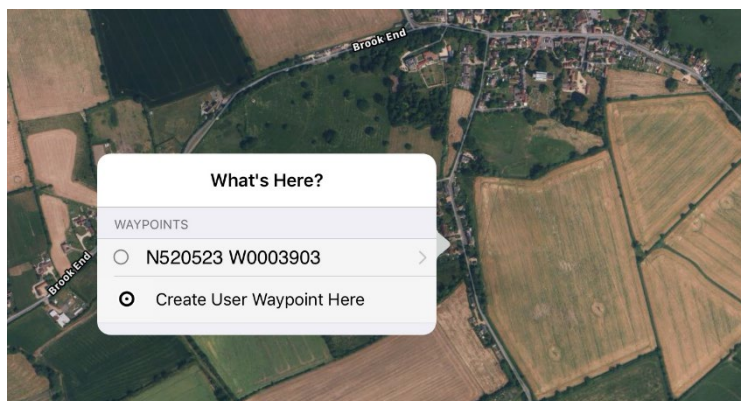 Brook End
What's Here?
WAYPOINTS
N520523 W0003903
Create User Waypoint Here
Brook End